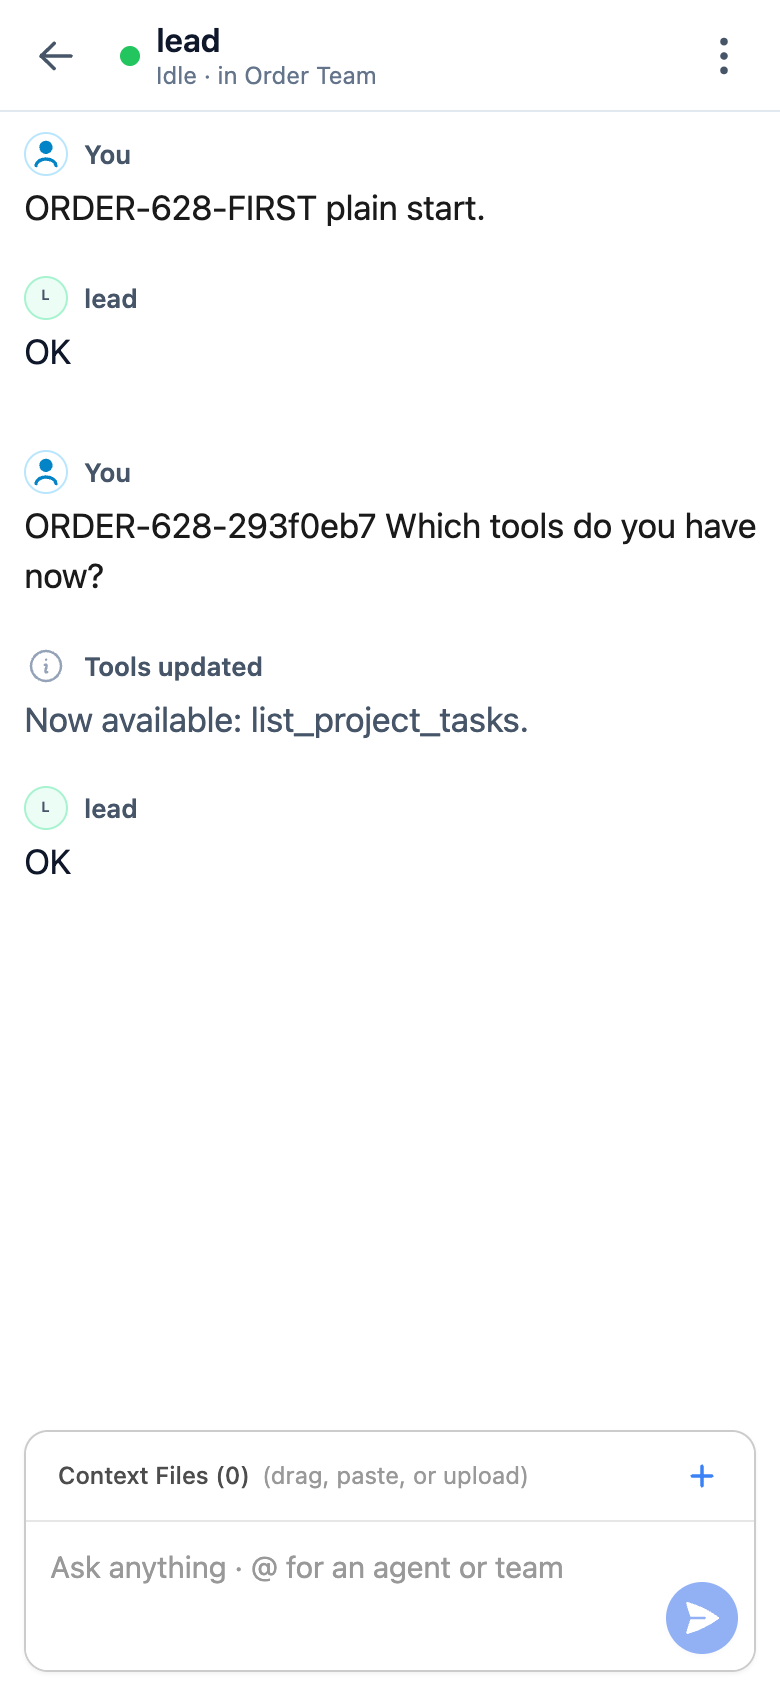 lead
Idle · in Order Team
You
ORDER-628-FIRST plain start.
L
lead
OK
You
ORDER-628-293f0eb7 Which tools do you have
now?
Tools updated
Now available: list_project_tasks.
L
lead
OK
Context Files (0) (drag, paste, or upload)
Ask anything · @ for an agent or team